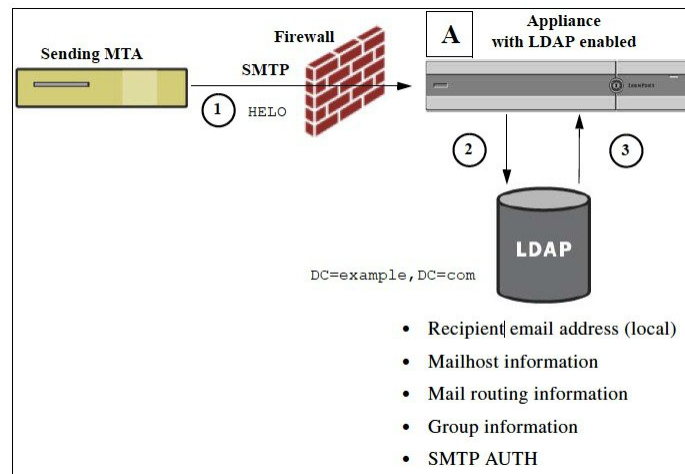 Sending MTA
Firewall
A
Appliance
with LDAP enabled
SMTP
1
HELO
IRONPORT
2
3
LDAP
DC=example,DC=com
• Recipient email address (local)
• Mailhost information
• Mail routing information
• Group information
• SMTP AUTH